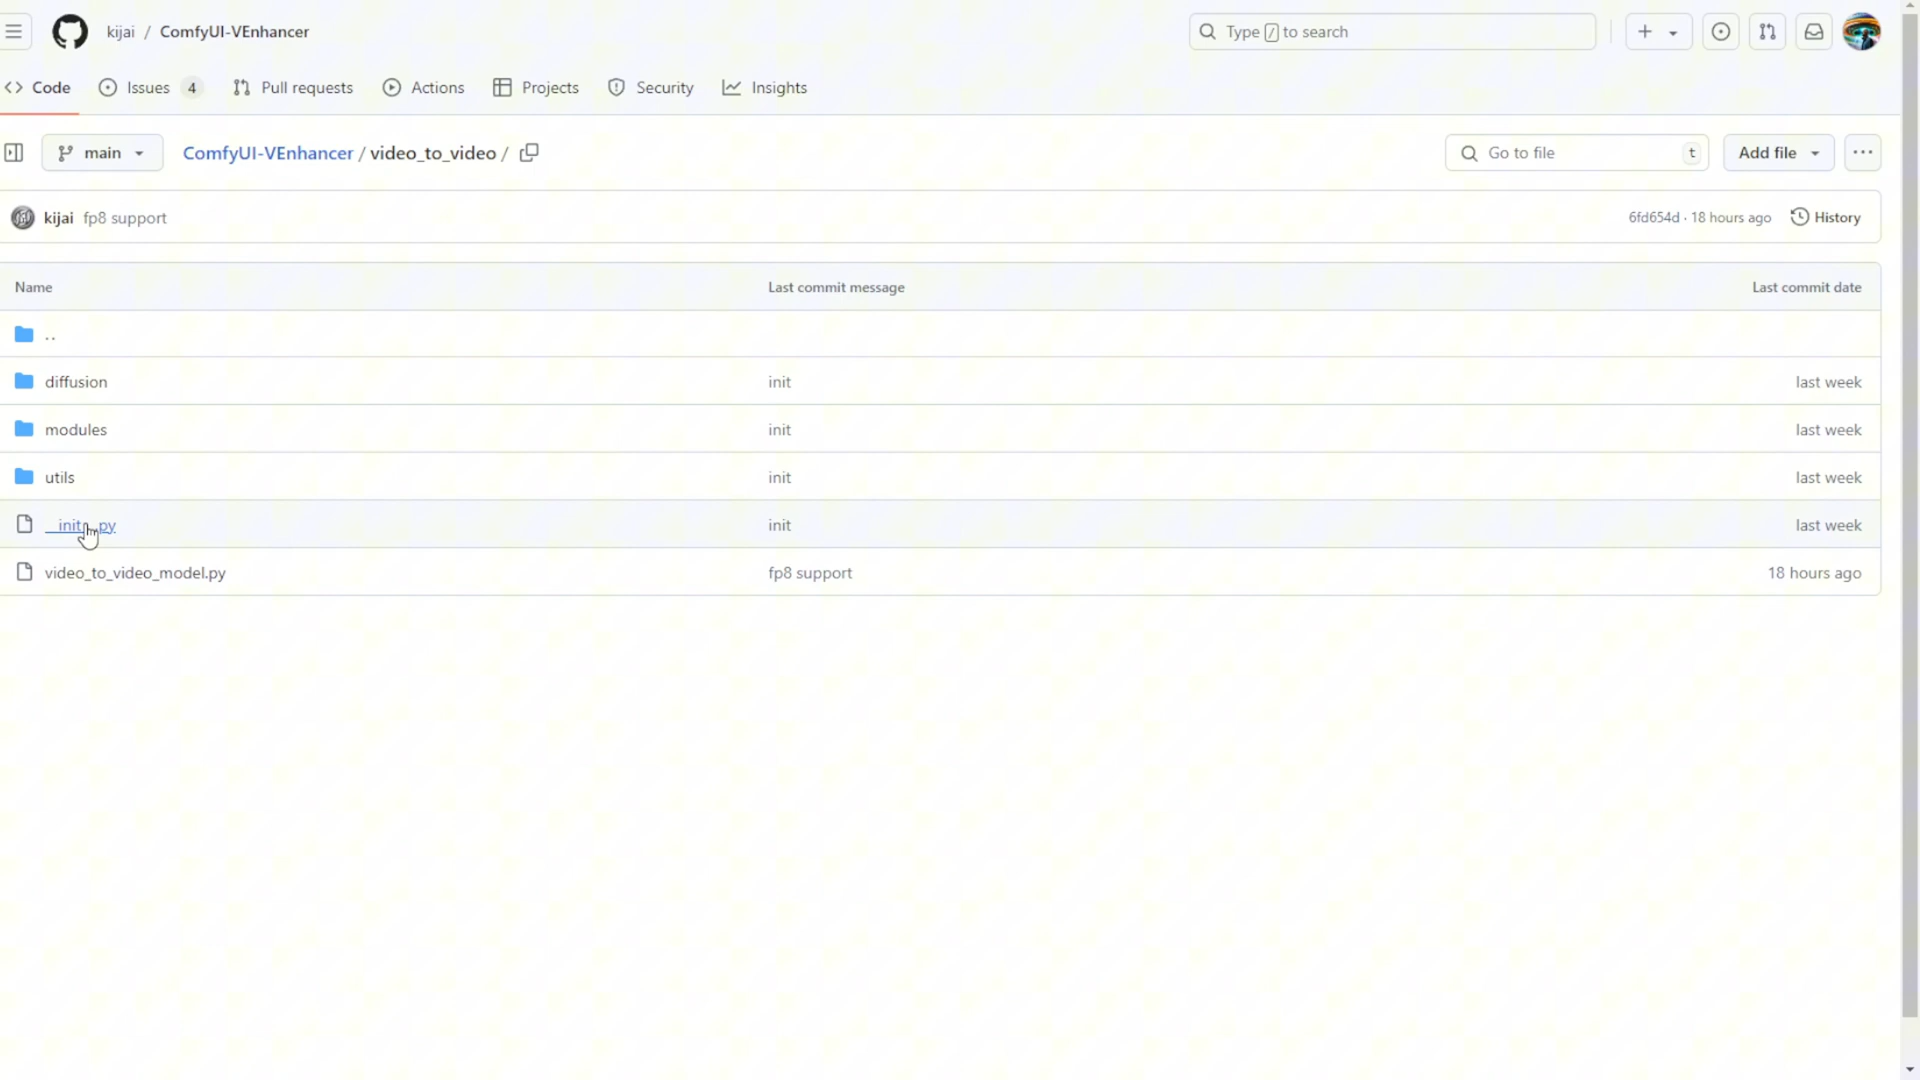 kijai / ComfyUI-VEnhancer
Type / to search
Code
Issues 4
Pull requests
Actions
Projects
Security
Insights
main
ComfyUI-VEnhancer / video_to_video /
Go to file t
Add file
kijai fp8 support
6fd654d · 18 hours ago
History
Name Last commit message Last commit date
..
diffusion init last week
modules init last week
utils init last week
__init__.py init last week
video_to_video_model.py fp8 support 18 hours ago